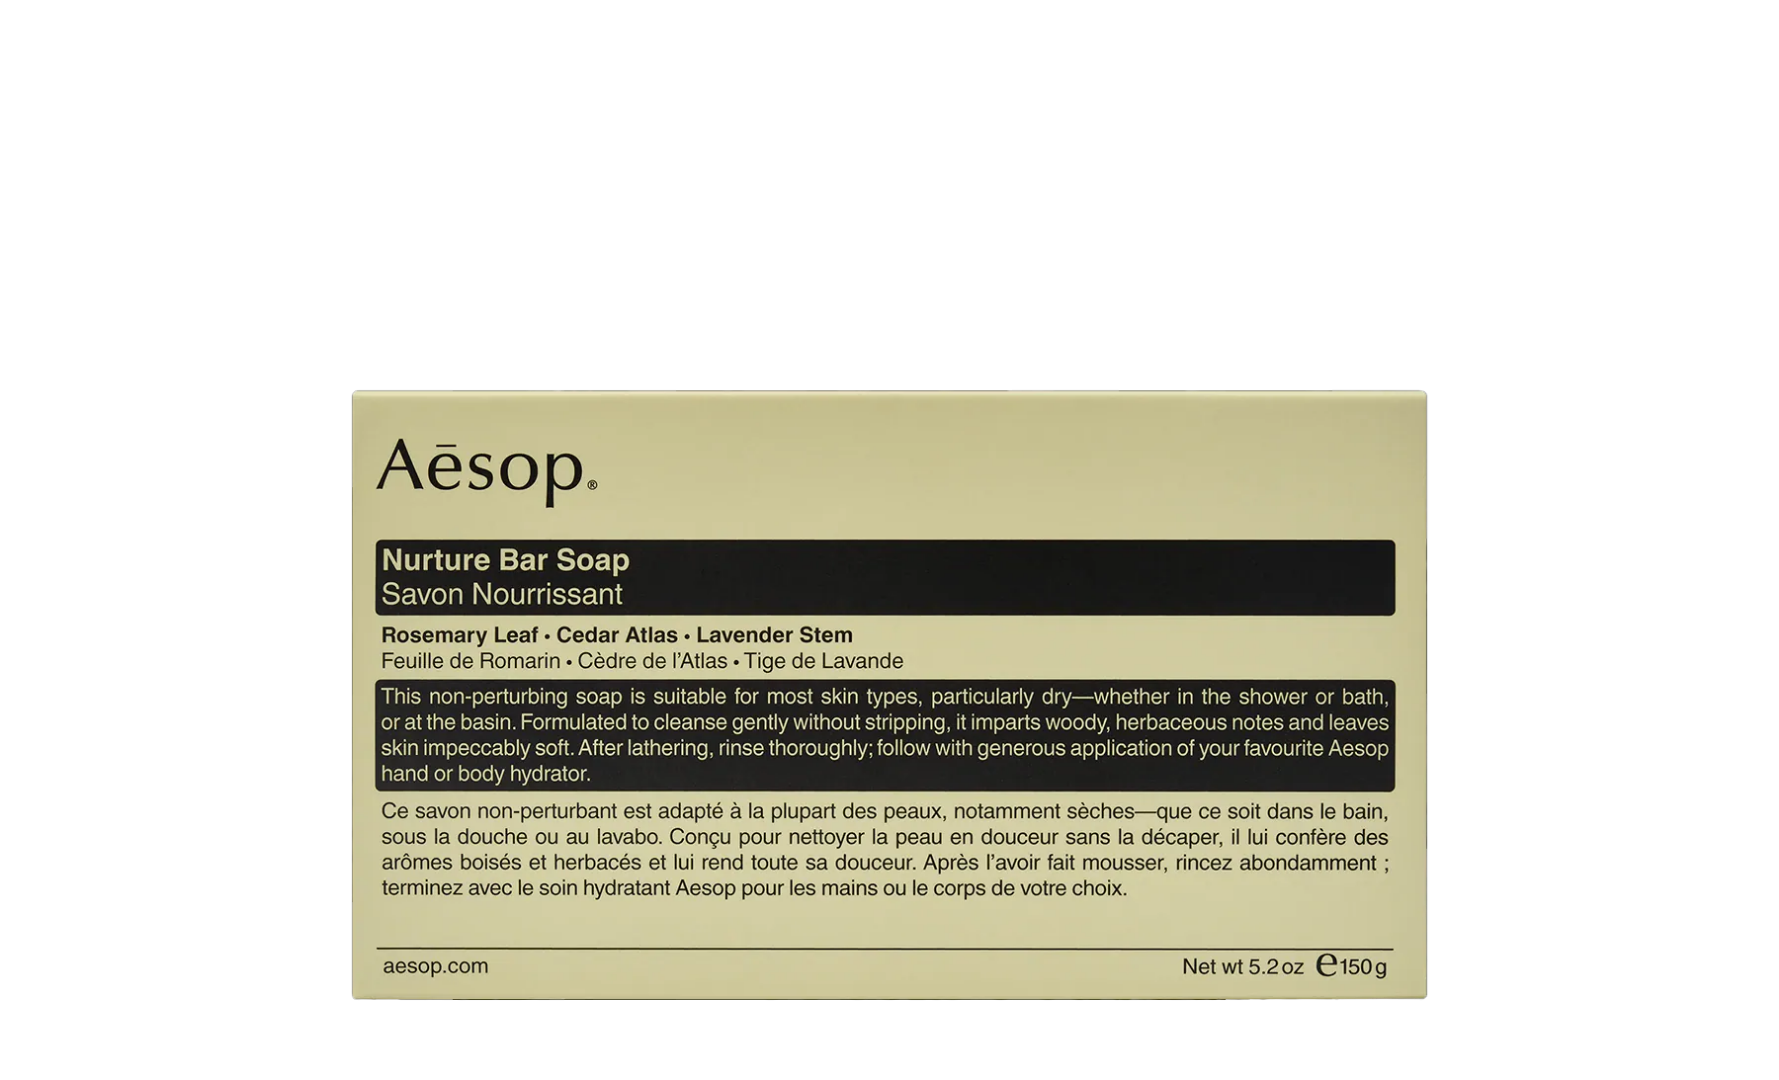 Aēsop.®
Nurture Bar Soap
Savon Nourrissant
Rosemary Leaf • Cedar Atlas • Lavender Stem
Feuille de Romarin • Cèdre de l’Atlas • Tige de Lavande
This non-perturbing soap is suitable for most skin types, particularly dry—whether in the shower or bath,
or at the basin. Formulated to cleanse gently without stripping, it imparts woody, herbaceous notes and leaves
skin impeccably soft. After lathering, rinse thoroughly; follow with generous application of your favourite Aesop
hand or body hydrator.
Ce savon non-perturbant est adapté à la plupart des peaux, notamment sèches—que ce soit dans le bain,
sous la douche ou au lavabo. Conçu pour nettoyer la peau en douceur sans la décaper, il lui confère des
arômes boisés et herbacés et lui rend toute sa douceur. Après l’avoir fait mousser, rincez abondamment ;
terminez avec le soin hydratant Aesop pour les mains ou le corps de votre choix.
aesop.com Net wt 5.2 oz ℮150 g